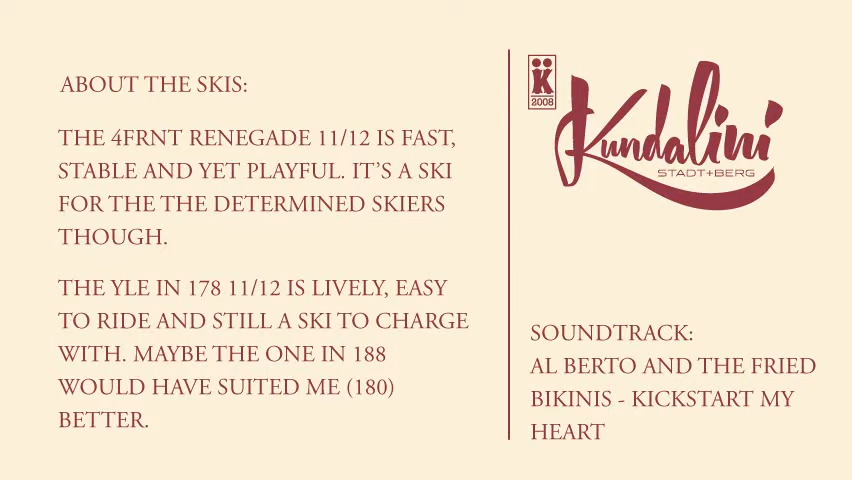 ABOUT THE SKIS:
THE 4FRNT RENEGADE 11/12 IS FAST,
STABLE AND YET PLAYFUL. IT’S A SKI
FOR THE THE DETERMINED SKIERS
THOUGH.
THE YLE IN 178 11/12 IS LIVELY, EASY
TO RIDE AND STILL A SKI TO CHARGE
WITH. MAYBE THE ONE IN 188
WOULD HAVE SUITED ME (180)
BETTER.
K
2008
Kundalini
STADT+BERG
SOUNDTRACK:
AL BERTO AND THE FRIED
BIKINIS - KICKSTART MY
HEART